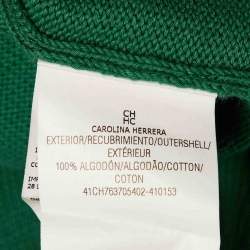 CH
HC
CAROLINA HERRERA
EXTERIOR/RECUBRIMIENTO/OUTERSHELL/
EXTÉRIEUR
100% ALGODÓN/ALGODÃO/COTTON/
COTON
41CH763705402-410153